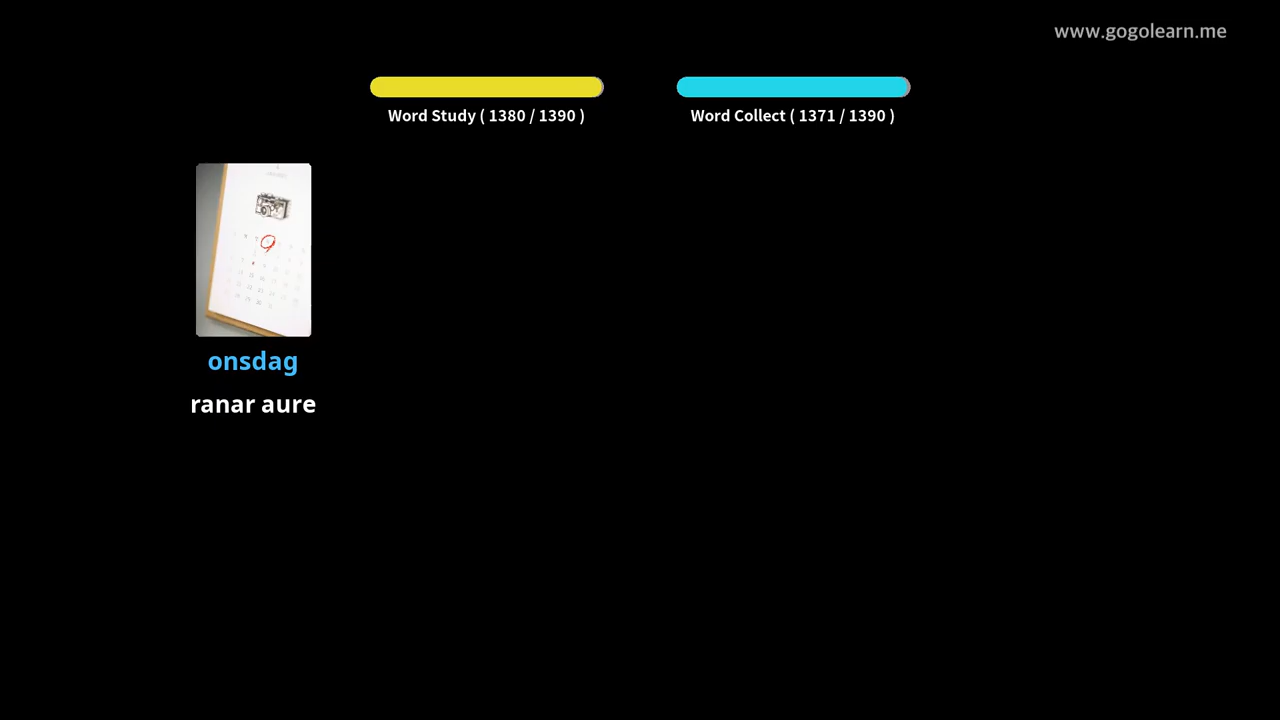 www.gogolearn.me
Word Study ( 1380 / 1390 )
Word Collect ( 1371 / 1390 )
onsdag
ranar aure